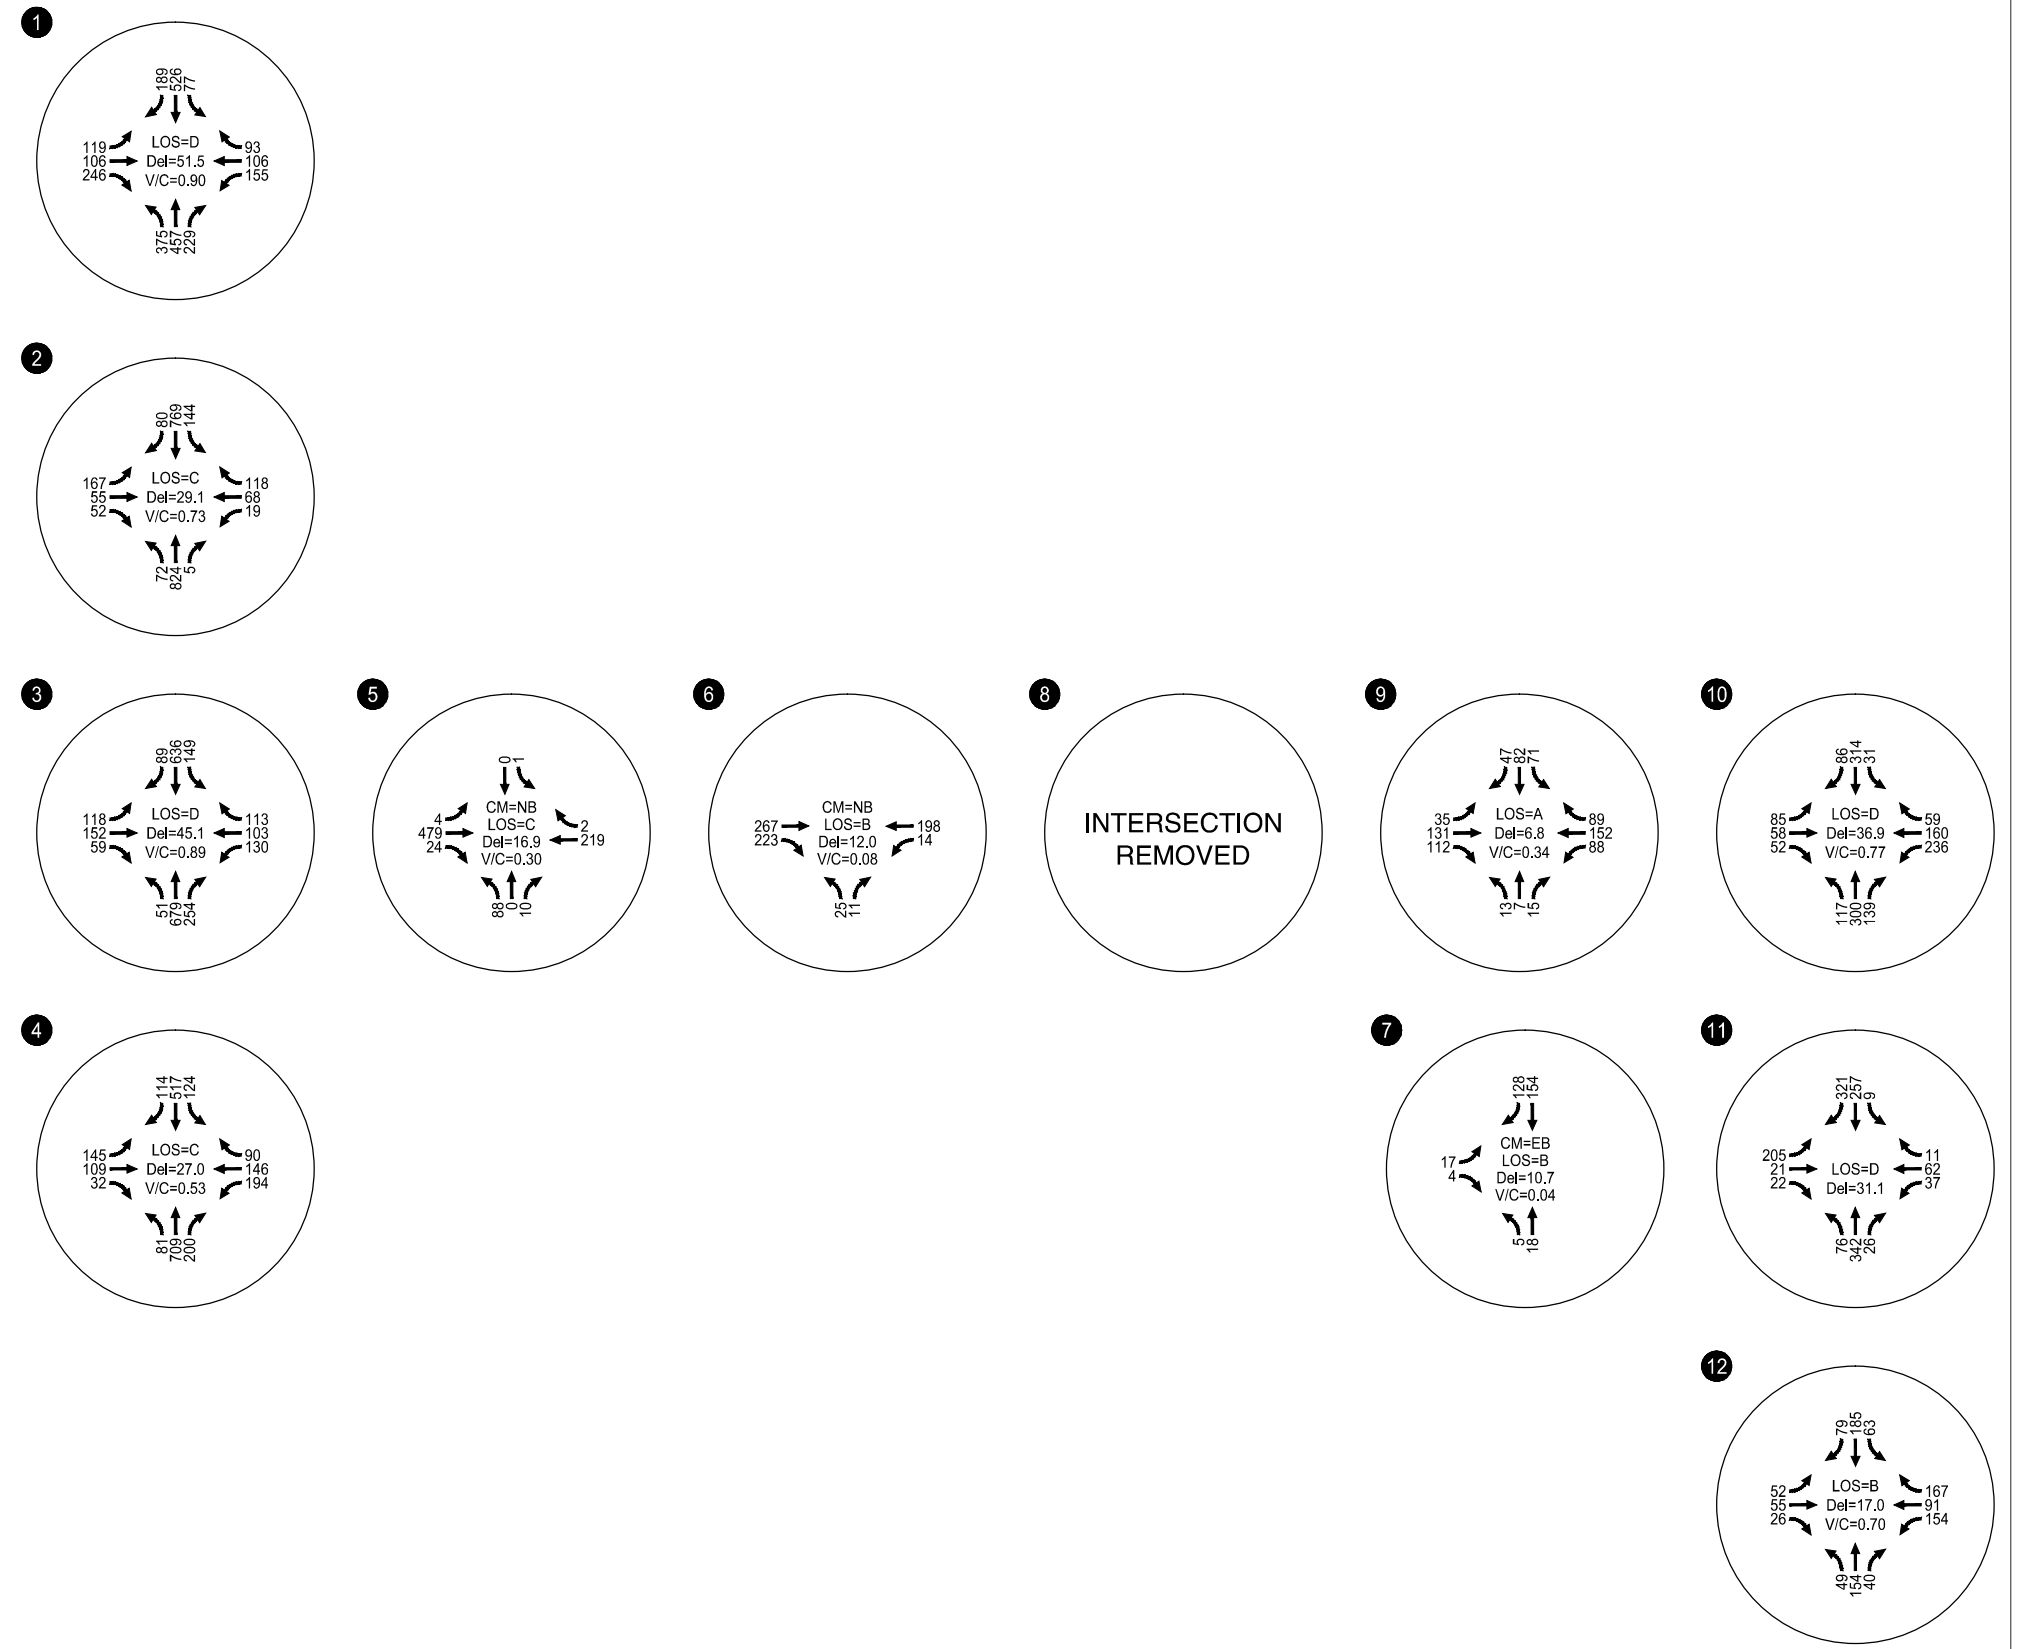 1
189 526 77
119 LOS=D 93
106 Del=51.5 106
246 V/C=0.90 155
375 457 229
2
80 769 144
167 LOS=C 118
55 Del=29.1 68
52 V/C=0.73 19
72 824 5
3
89 636 149
118 LOS=D 113
152 Del=45.1 103
59 V/C=0.89 130
51 679 254
5
0 1
CM=NB
4 LOS=C 2
479 Del=16.9 219
24 V/C=0.30
88 0 10
6
CM=NB
267 LOS=B 198
223 Del=12.0 14
V/C=0.08
25 11
8
INTERSECTION
REMOVED
9
47 82 71
35 LOS=A 89
131 Del=6.8 152
112 V/C=0.34 88
13 7 15
10
86 314 31
85 LOS=D 59
58 Del=36.9 160
52 V/C=0.77 236
117 300 139
4
114 517 124
145 LOS=C 90
109 Del=27.0 146
32 V/C=0.53 194
81 709 200
7
128 154
CM=EB
17 LOS=B
4 Del=10.7
V/C=0.04
5 18
11
321 257 9
205 11
21 LOS=D 62
22 Del=31.1 37
76 342 26
12
79 185 63
52 LOS=B 167
55 Del=17.0 91
26 V/C=0.70 154
49 154 40